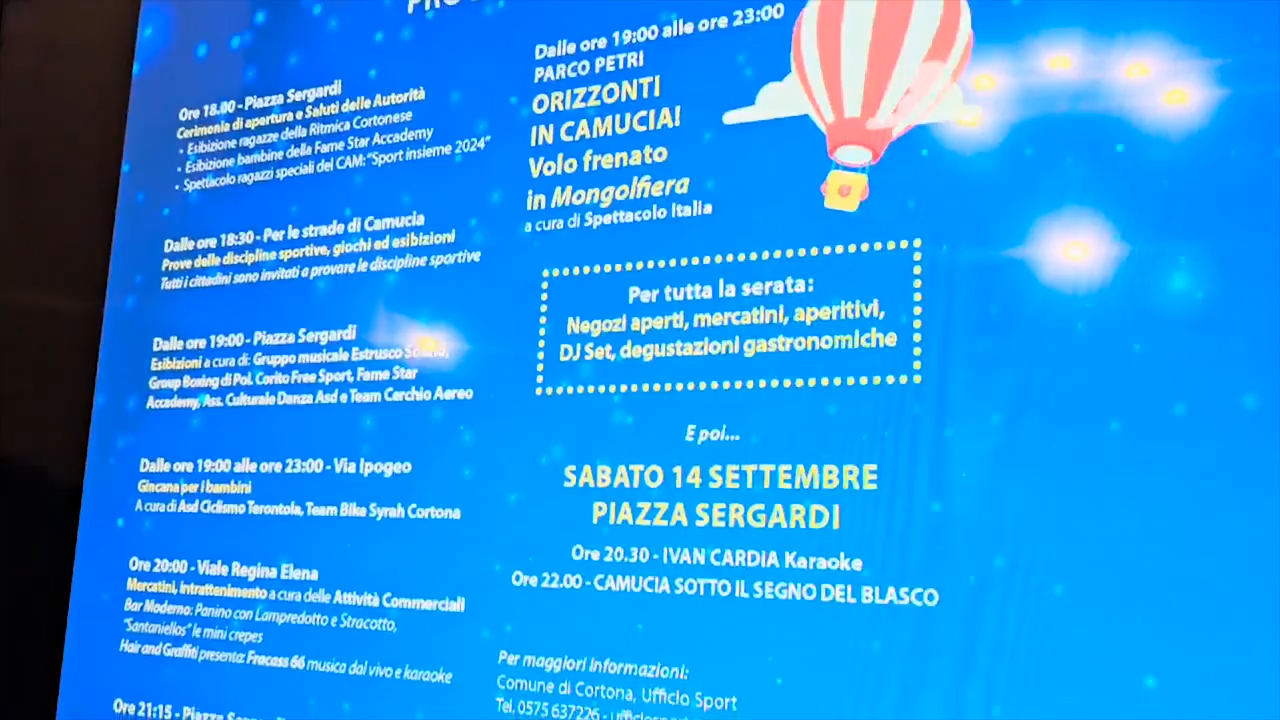 Ore 18.00 - Piazza Sergardi
Cerimonia di apertura e Saluti delle Autorità
• Esibizione ragazze della Ritmica Cortonese
• Esibizione bambine della Fame Star Accademy
• Spettacolo ragazzi speciali del CAM: "Sport insieme 2024"
Dalle ore 18:30 - Per le strade di Camucia
Prove delle discipline sportive, giochi ed esibizioni
Tutti i cittadini sono invitati a provare le discipline sportive
Dalle ore 19:00 - Piazza Sergardi
Esibizioni a cura di: Gruppo musicale Estrusco
Group Boxing di Pol. Corito Free Sport, Fame Star
Accademy, Ass. Culturale Danza Asd e Team Cerchio Aereo
Dalle ore 19:00 alle ore 23:00 - Via Ipogeo
Gincana per i bambini
A cura di Asd Ciclismo Terontola, Team Bike Syrah Cortona
Ore 20:00 - Viale Regina Elena
Mercatini, intrattenimento a cura delle Attività Commerciali
Bar Moderno: Panino con Lampredotto e Stracotto,
"Santaniellos" le mini crepes
Hair and Graffiti presenta: Fracass 66 musica dal vivo e karaoke
Ore 21:15 - Piazza
Dalle ore 19:00 alle ore 23:00
PARCO PETRI
ORIZZONTI
IN CAMUCIA!
Volo frenato
in Mongolfiera
a cura di Spettacolo Italia
Per tutta la serata:
Negozi aperti, mercatini, aperitivi,
DJ Set, degustazioni gastronomiche
E poi...
SABATO 14 SETTEMBRE
PIAZZA SERGARDI
Ore 20.30 - IVAN CARDIA Karaoke
Ore 22.00 - CAMUCIA SOTTO IL SEGNO DEL BLASCO
Per maggiori informazioni:
Comune di Cortona, Ufficio Sport
Tel. 0575 637226 -